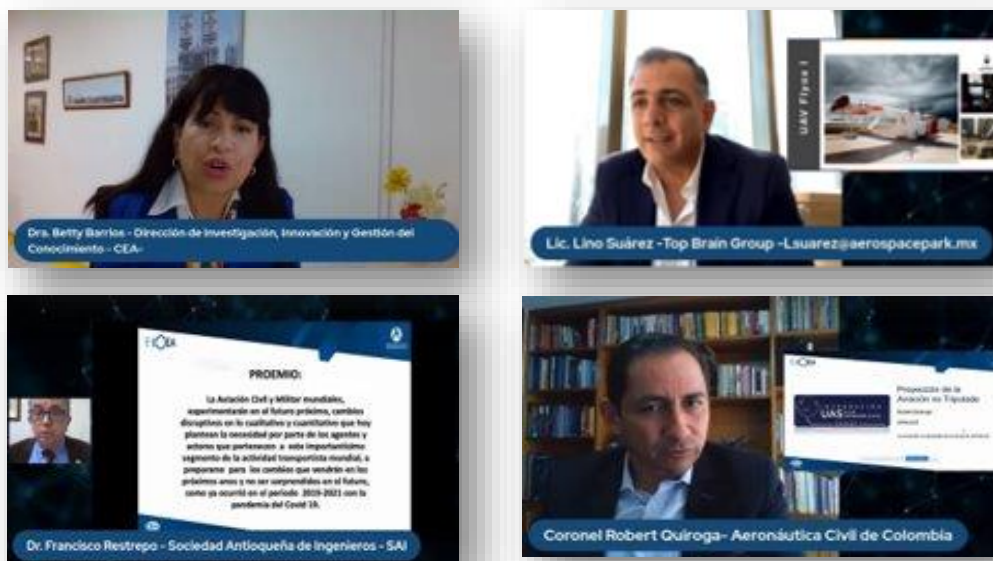 Dra. Betty Barrios - Dirección de Investigación, Innovación y Gestión del
Conocimiento - CEA-
UAV Flyox I
Lic. Lino Suárez -Top Brain Group -Lsuarez@aerospacepark.mx
PROEMIO:
La Aviación Civil y Militar mundiales,
experimentarán en el futuro próximo, cambios
disruptivos en lo cualitativo y cuantitativo que hoy
plantean la necesidad por parte de los agentes y
actores que pertenecen a este importantísimo
segmento de la actividad transportista mundial, a
prepararse para los cambios que vendrán en los
próximos anos y no ser sorprendidos en el futuro,
como ya ocurrió en el periodo 2019-2021 con la
pandemia del Covid 19.
Dr. Francisco Restrepo - Sociedad Antioqueña de Ingenieros - SAI
UAS
Proyección de la
Aviación no Tripulada
Coronel Robert Quiroga- Aeronáutica Civil de Colombia